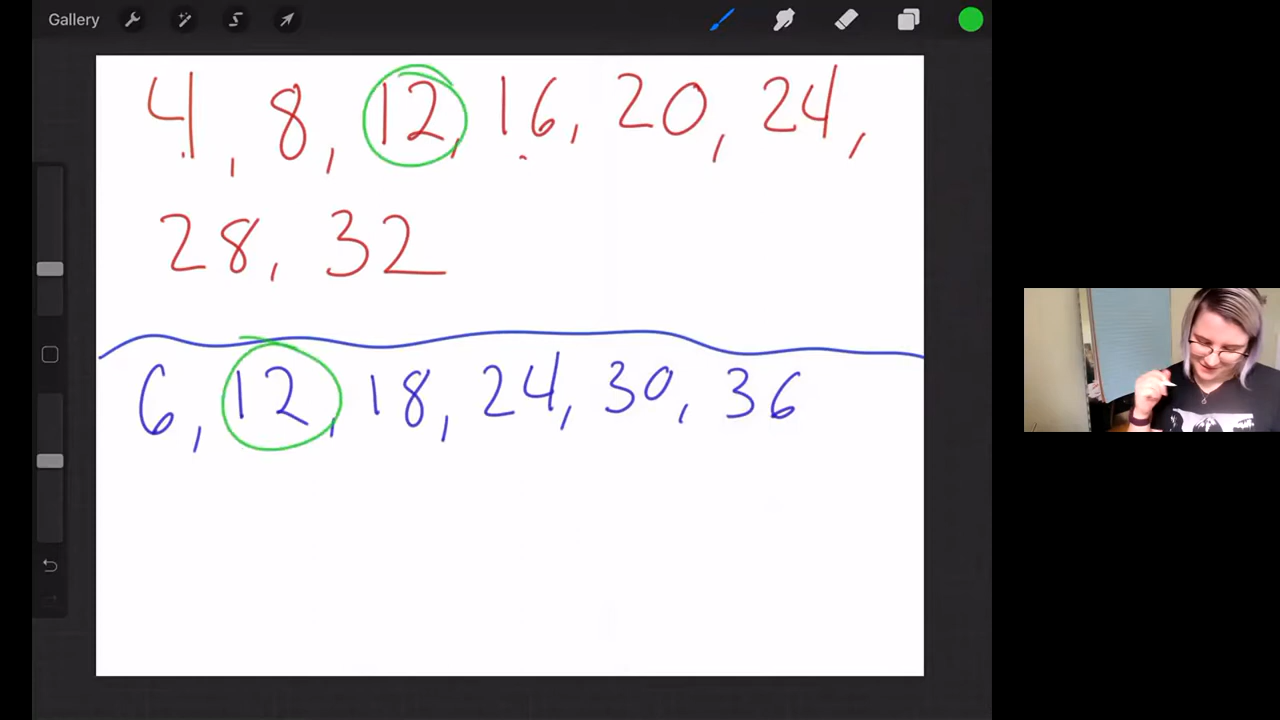 Gallery
4, 8, 12, 16, 20, 24,
28, 32
6, 12, 18, 24, 30, 36